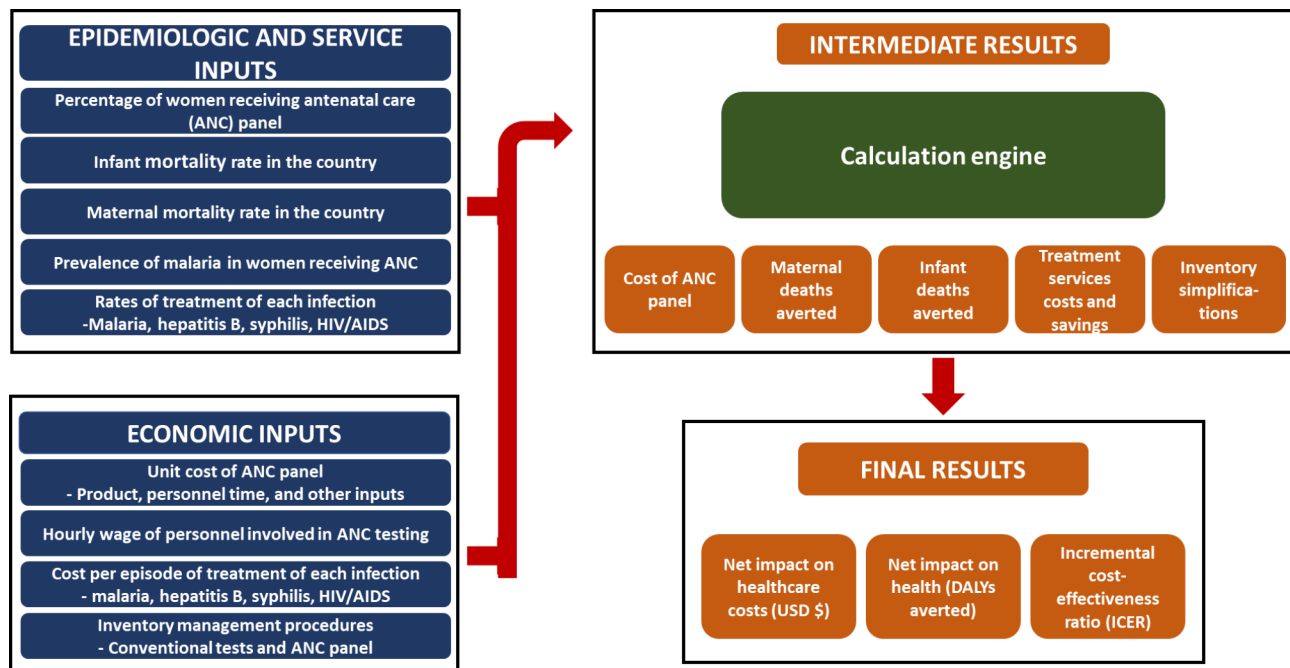 EPIDEMIOLOGIC AND SERVICE
INPUTS
Percentage of women receiving antenatal care
(ANC) panel
Infant mortality rate in the country
Maternal mortality rate in the country
Prevalence of malaria in women receiving ANC
Rates of treatment of each infection
-Malaria, hepatitis B, syphilis, HIV/AIDS
ECONOMIC INPUTS
Unit cost of ANC panel
- Product, personnel time, and other inputs
Hourly wage of personnel involved in ANC testing
Cost per episode of treatment of each infection
- malaria, hepatitis B, syphilis, HIV/AIDS
Inventory management procedures
- Conventional tests and ANC panel
INTERMEDIATE RESULTS
Calculation engine
Cost of ANC
panel
Maternal
deaths
averted
Infant
deaths
averted
Treatment
services
costs and
savings
Inventory
simplifica-
tions
FINAL RESULTS
Net impact on
healthcare
costs (USD $)
Net impact on
health (DALYs
averted)
Incremental
cost-
effectiveness
ratio (ICER)